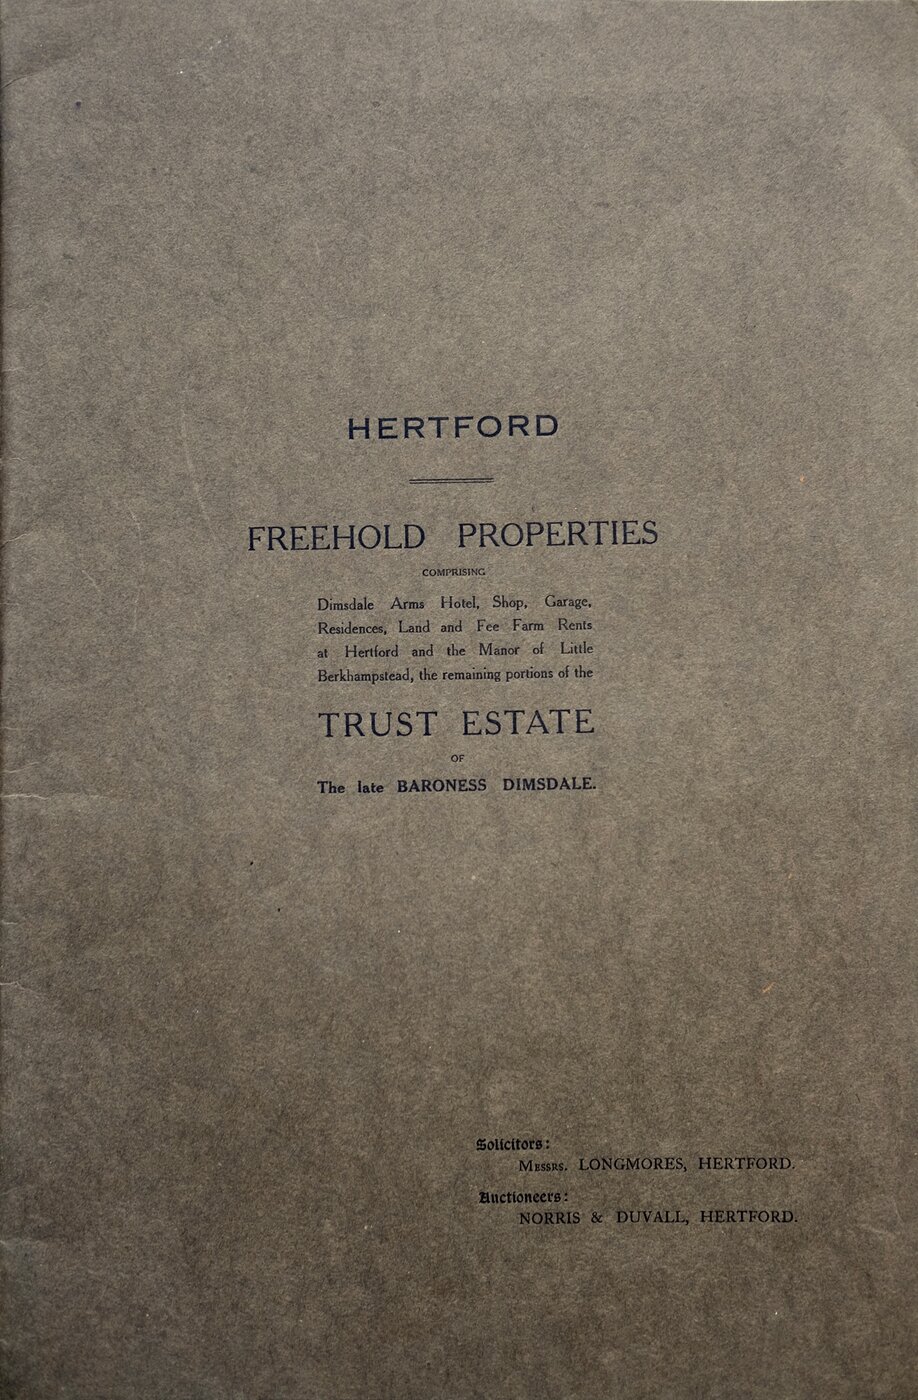 HERTFORD
FREEHOLD PROPERTIES
COMPRISING
Dimsdale Arms Hotel, Shop, Garage,
Residences, Land and Fee Farm Rents
at Hertford and the Manor of Little
Berkhampstead, the remaining portions of the
TRUST ESTATE
OF
The late BARONESS DIMSDALE.
Solicitors:
MESSRS. LONGMORES, HERTFORD.
Auctioneers:
NORRIS & DUVALL, HERTFORD.